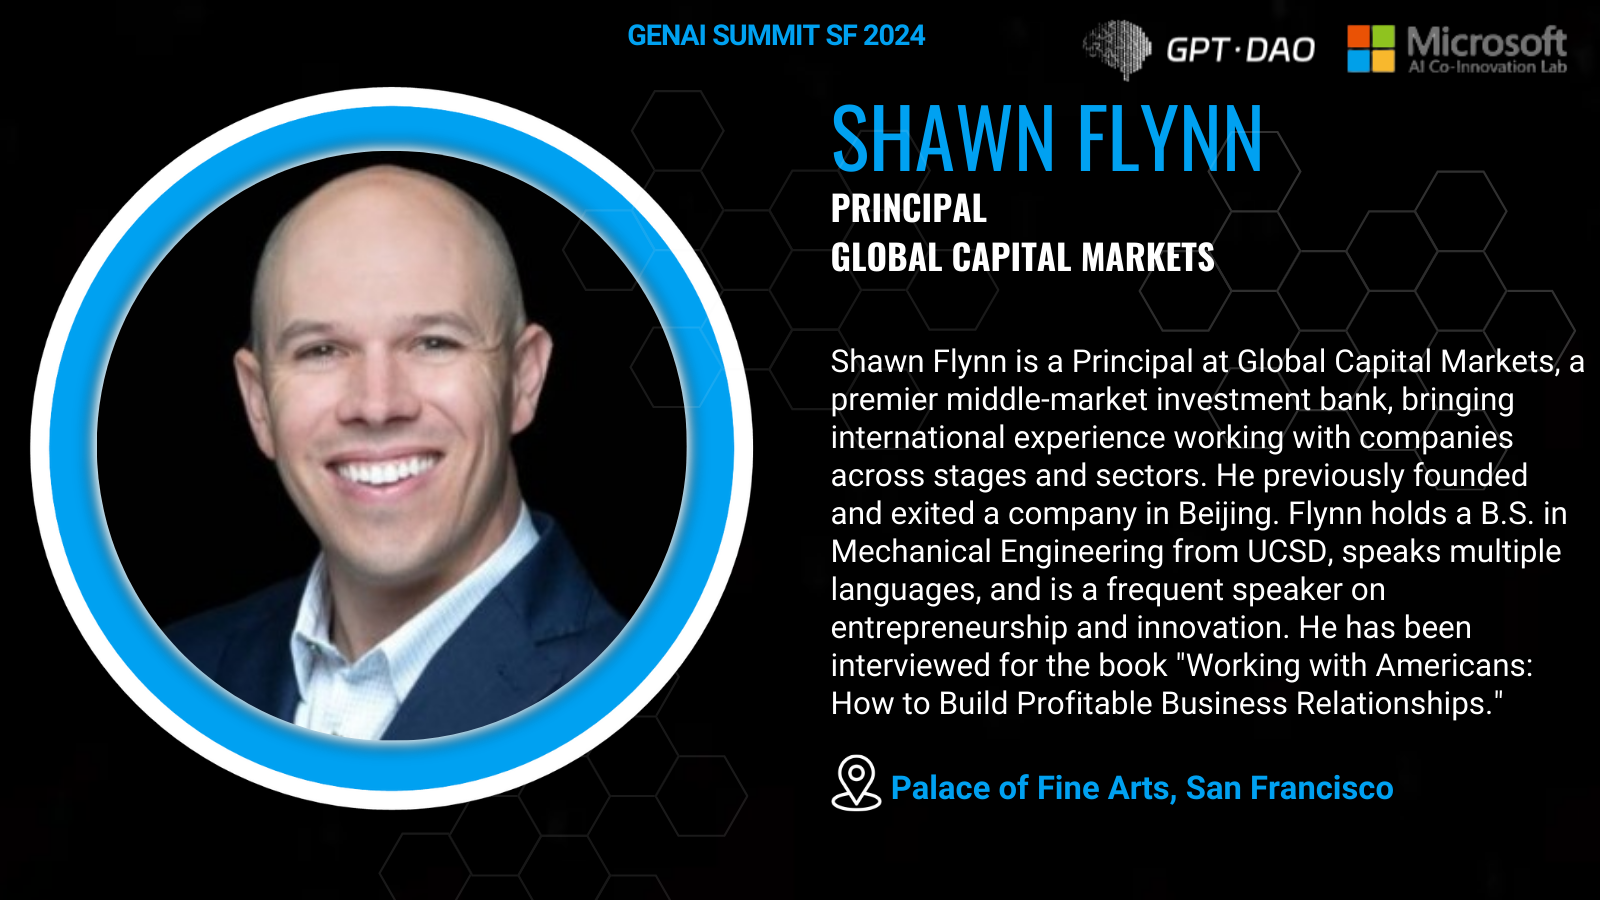 GENAI SUMMIT SF 2024
GPT·DAO
Microsoft
AI Co-Innovation Lab
SHAWN FLYNN
PRINCIPAL
GLOBAL CAPITAL MARKETS
Shawn Flynn is a Principal at Global Capital Markets, a
premier middle-market investment bank, bringing
international experience working with companies
across stages and sectors. He previously founded
and exited a company in Beijing. Flynn holds a B.S. in
Mechanical Engineering from UCSD, speaks multiple
languages, and is a frequent speaker on
entrepreneurship and innovation. He has been
interviewed for the book "Working with Americans:
How to Build Profitable Business Relationships."
Palace of Fine Arts, San Francisco